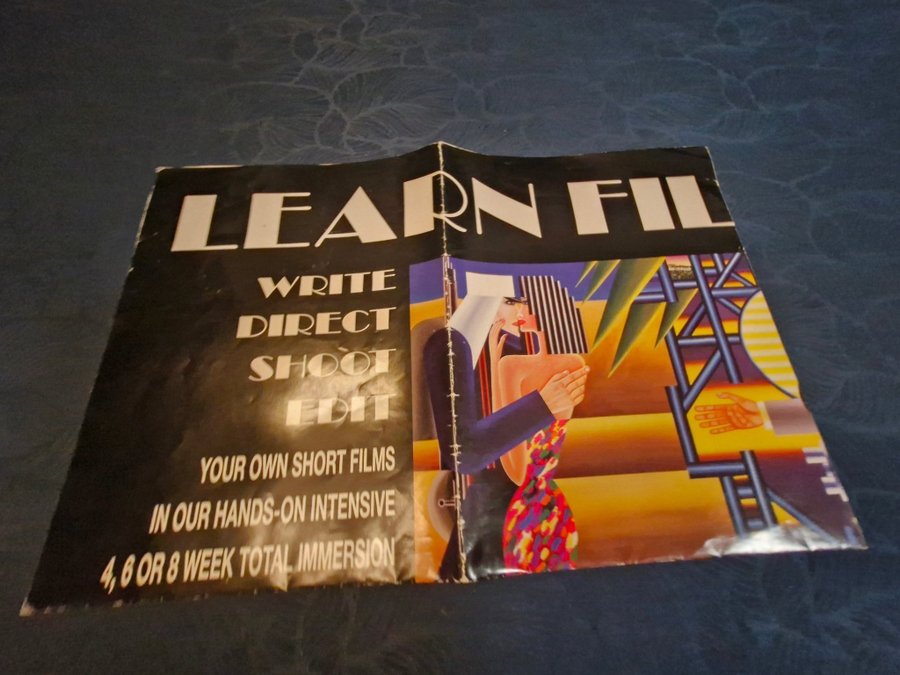 LEARN FIL
WRITE
DIRECT
SHOOT
EDIT
YOUR OWN SHORT FILMS
IN OUR HANDS-ON INTENSIVE
4, 6 OR 8 WEEK TOTAL IMMERSION